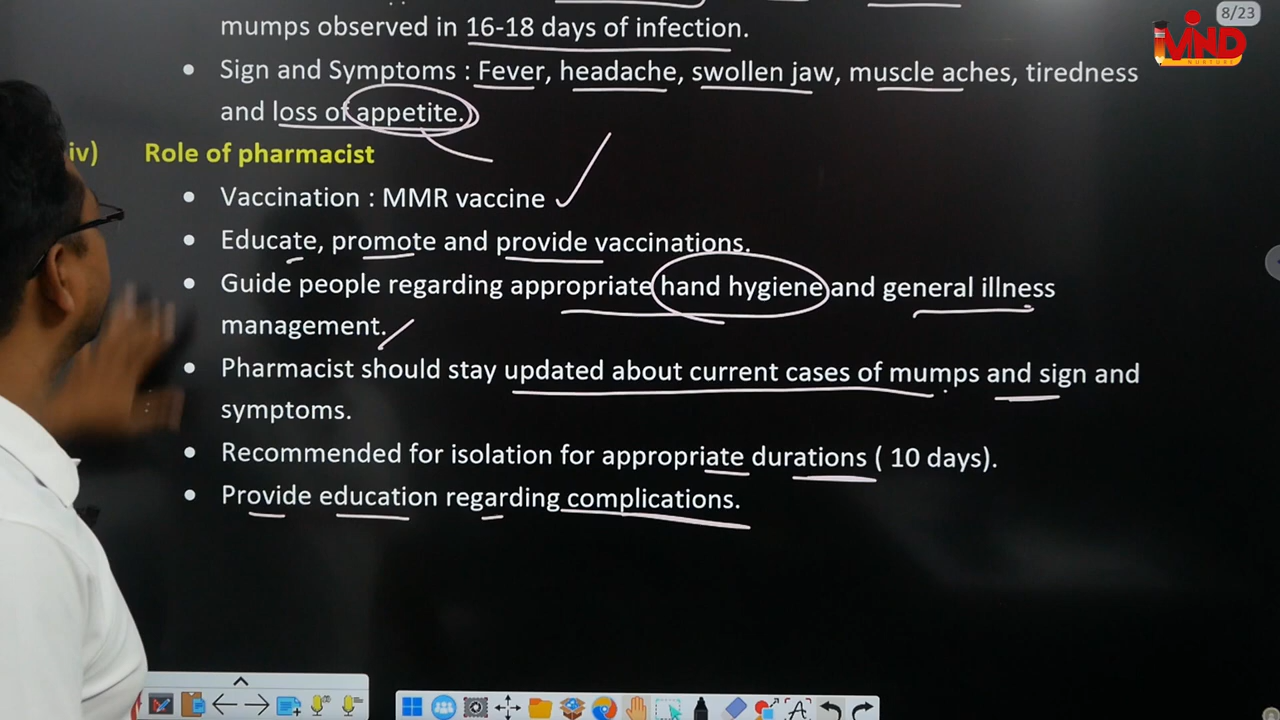 8/23
MIND
NURTURE
mumps observed in 16-18 days of infection.
• Sign and Symptoms : Fever, headache, swollen jaw, muscle aches, tiredness
and loss of appetite.
iv) Role of pharmacist
• Vaccination : MMR vaccine
• Educate, promote and provide vaccinations.
• Guide people regarding appropriate hand hygiene and general illness
management.
• Pharmacist should stay updated about current cases of mumps and sign and
symptoms.
• Recommended for isolation for appropriate durations ( 10 days).
• Provide education regarding complications.
A